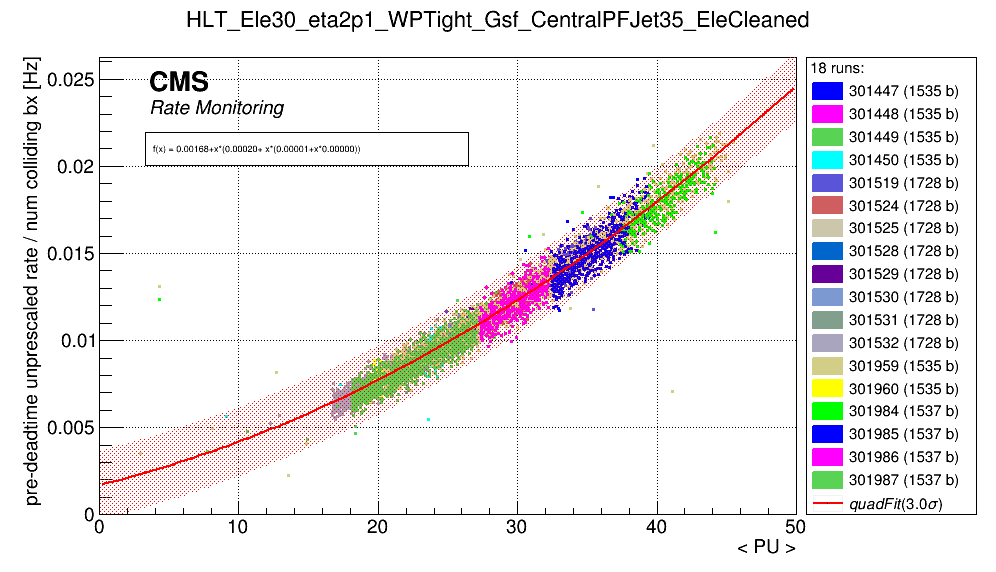 HLT_Ele30_eta2p1_WPTight_Gsf_CentralPFJet35_EleCleaned
pre-deadtime unprescaled rate / num colliding bx [Hz]
0.025
0.02
0.015
0.01
0.005
0
CMS
Rate Monitoring
f(x) = 0.00168+x*(0.00020+ x*(0.00001+x*0.00000))
0 10 20 30 40 50
< PU >
18 runs:
301447 (1535 b)
301448 (1535 b)
301449 (1535 b)
301450 (1535 b)
301519 (1728 b)
301524 (1728 b)
301525 (1728 b)
301528 (1728 b)
301529 (1728 b)
301530 (1728 b)
301531 (1728 b)
301532 (1728 b)
301959 (1535 b)
301960 (1535 b)
301984 (1537 b)
301985 (1537 b)
301986 (1537 b)
301987 (1537 b)
quadFit(3.0σ)